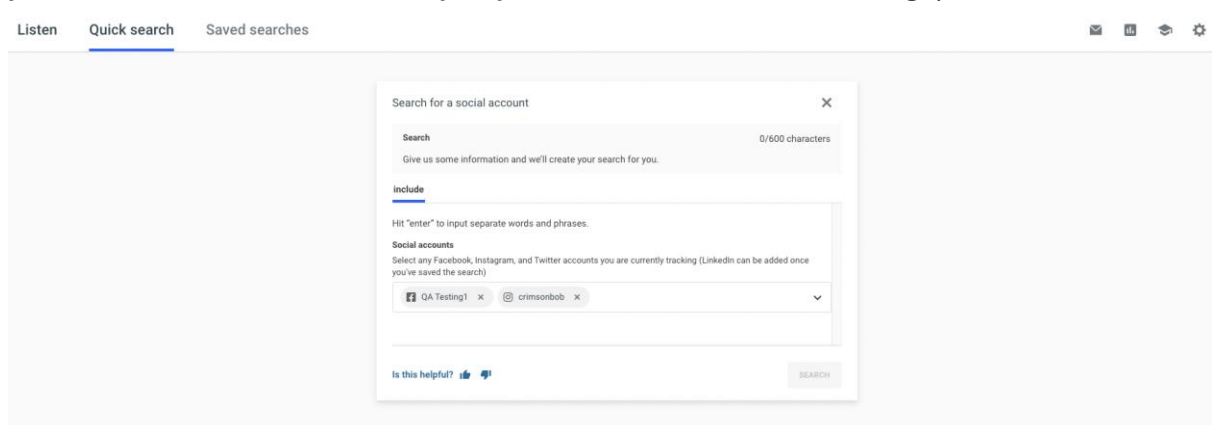 Listen Quick search Saved searches
Search for a social account
Search 0/600 characters
Give us some information and we'll create your search for you.
include
Hit "enter" to input separate words and phrases.
Social accounts
Select any Facebook, Instagram, and Twitter accounts you are currently tracking (LinkedIn can be added once
you've saved the search)
QA Testing1 crimsonbob
Is this helpful? SEARCH